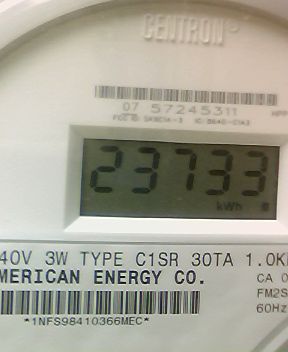 CENTRON®
07 57245311
23733
kWh
40V 3W TYPE C1SR 30TA 1.0K
MERICAN ENERGY CO.
CA 0
FM2S
60Hz
*1NFS98410366MEC*